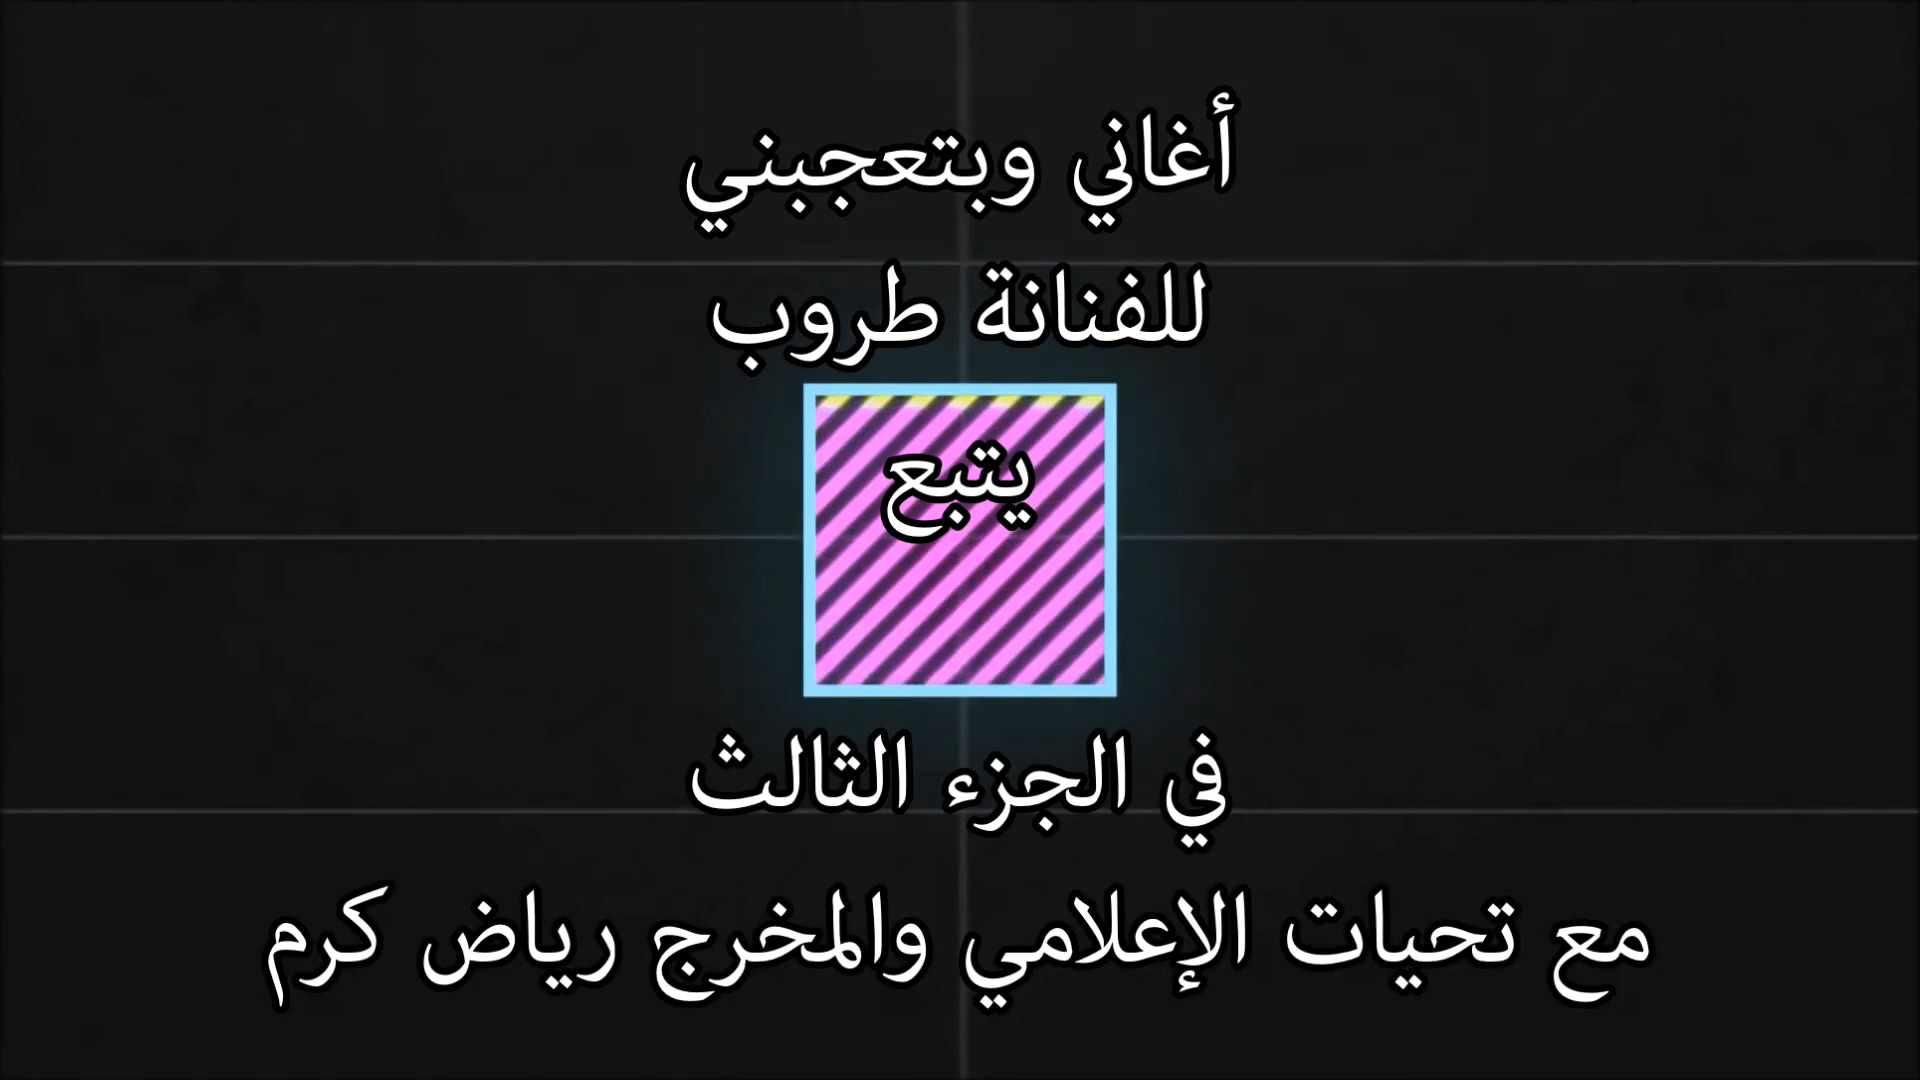 أغاني وبتعجبني
للفنانة طروب
يتبع
في الجزء الثالث
مع تحيات الإعلامي والمخرج رياض كرم